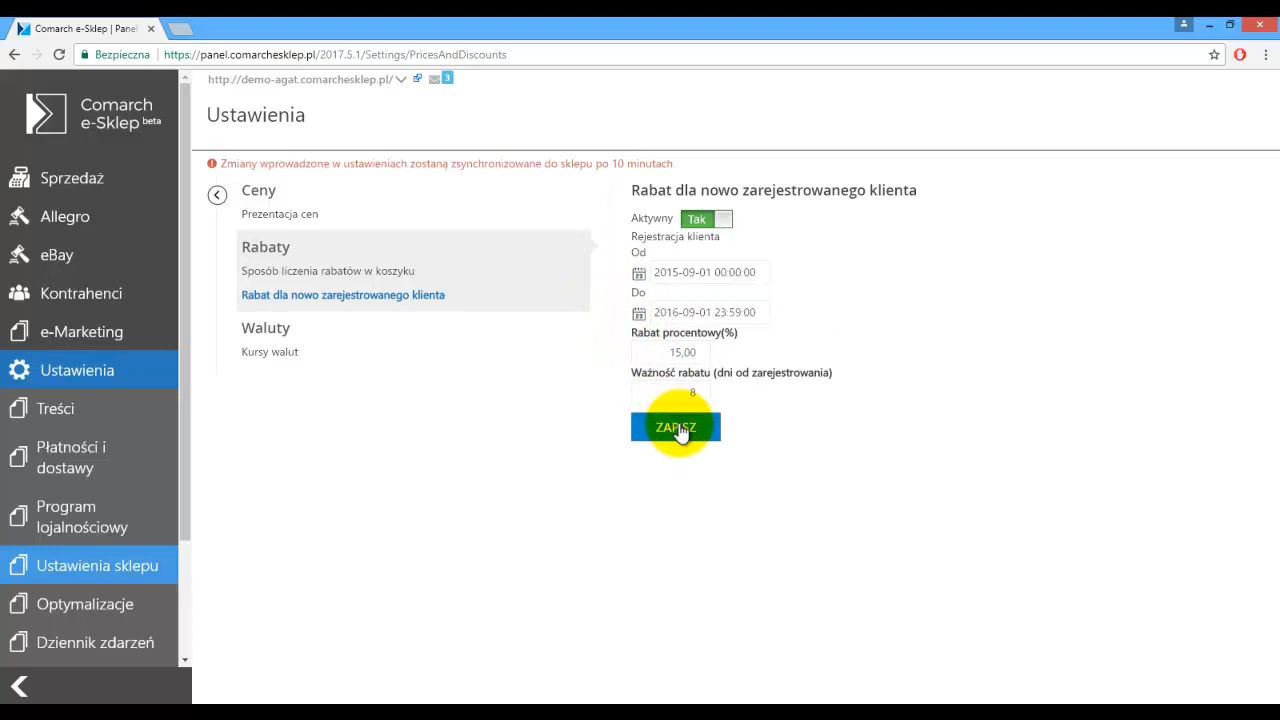 Comarch e-Sklep | Panel
Bezpieczna
https://panel.comarchesklep.pl/2017.5.1/Settings/PricesAndDiscounts
http://demo-agat.comarchesklep.pl/
3
Comarch
e-Sklep beta
Sprzedaż
Allegro
eBay
Kontrahenci
e-Marketing
Ustawienia
Treści
Płatności i
dostawy
Program
lojalnościowy
Ustawienia sklepu
Optymalizacje
Dziennik zdarzeń
Ustawienia
Zmiany wprowadzone w ustawieniach zostaną zsynchronizowane do sklepu po 10 minutach.
Ceny
Prezentacja cen
Rabaty
Sposób liczenia rabatów w koszyku
Rabat dla nowo zarejestrowanego klienta
Waluty
Kursy walut
Rabat dla nowo zarejestrowanego klienta
Aktywny Tak
Rejestracja klienta
Od
2015-09-01 00:00:00
Do
2016-09-01 23:59:00
Rabat procentowy(%)
15,00
Ważność rabatu (dni od zarejestrowania)
8
ZAPISZ